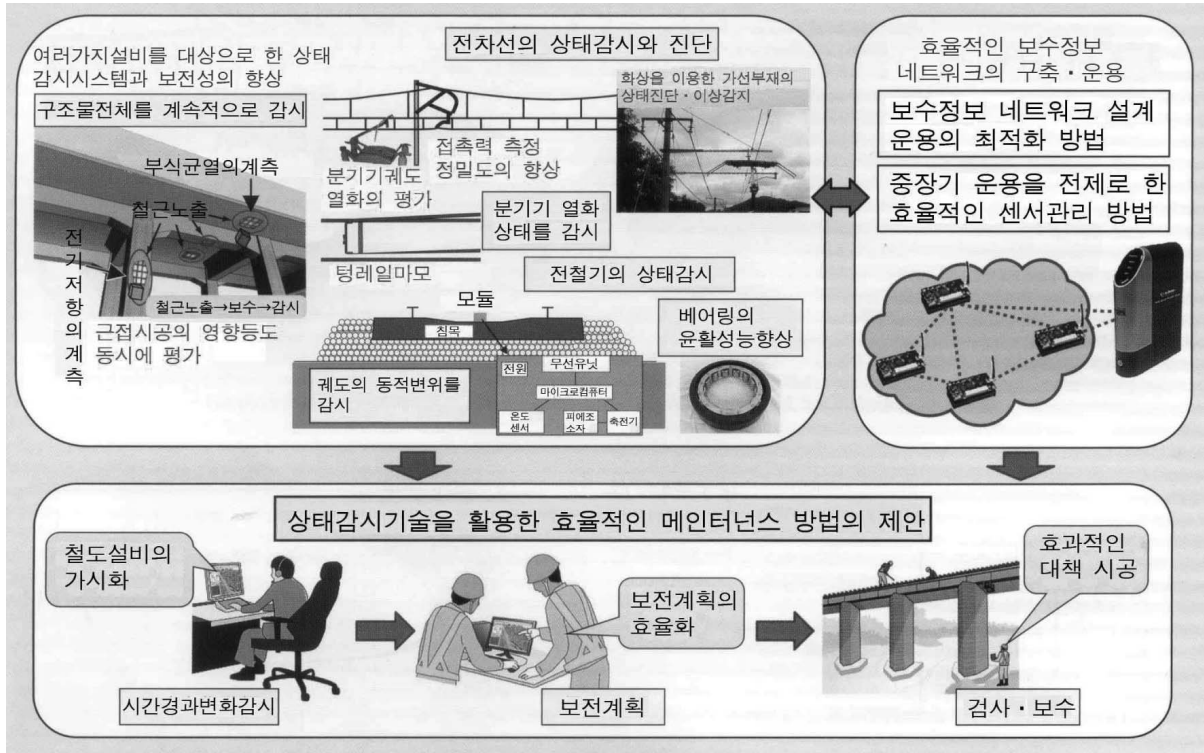 여러가지설비를 대상으로 한 상태
감시시스템과 보전성의 향상
구조물전체를 계속적으로 감시
부식균열의계측
철근노출
전기저항의계측
철근노출→보수→감시
근접시공의 영향등도
동시에 평가
전차선의 상태감시와 진단
화상을 이용한 가선부재의
상태진단·이상감지
접촉력 측정
정밀도의 향상
분기기궤도
열화의 평가
분기기 열화
상태를 감시
텅레일마모
전철기의 상태감시
모듈
침목
전원
무선유닛
마이크로컴퓨터
온도
센서
피에조
소자
축전기
궤도의 동적변위를
감시
베어링의
윤활성능향상
효율적인 보수정보
네트워크의 구축·운용
보수정보 네트워크 설계
운용의 최적화 방법
중장기 운용을 전제로 한
효율적인 센서관리 방법
상태감시기술을 활용한 효율적인 메인터넌스 방법의 제안
철도설비의
가시화
시간경과변화감시
보전계획의
효율화
보전계획
효과적인
대책 시공
검사·보수